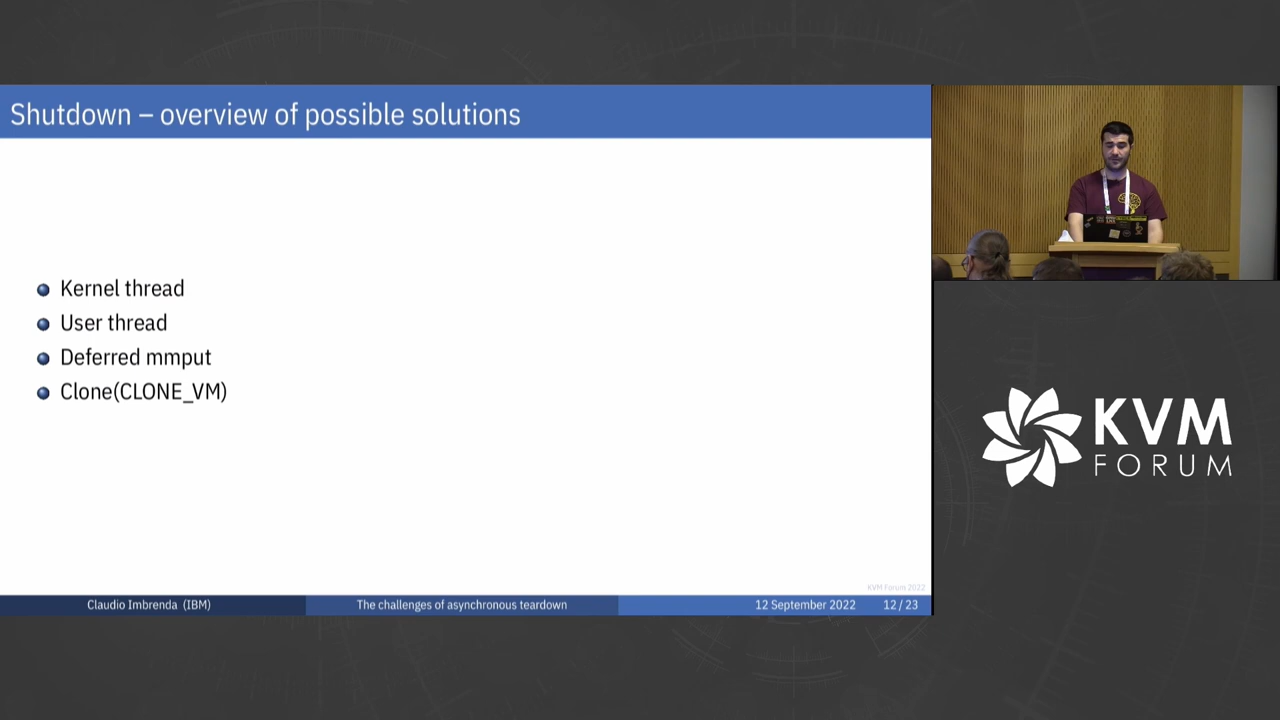 Shutdown – overview of possible solutions
Kernel thread
User thread
Deferred mmput
Clone(CLONE_VM)
KVM Forum 2022
Claudio Imbrenda (IBM)
The challenges of asynchronous teardown
12 September 2022
12 / 23
KVM
FORUM